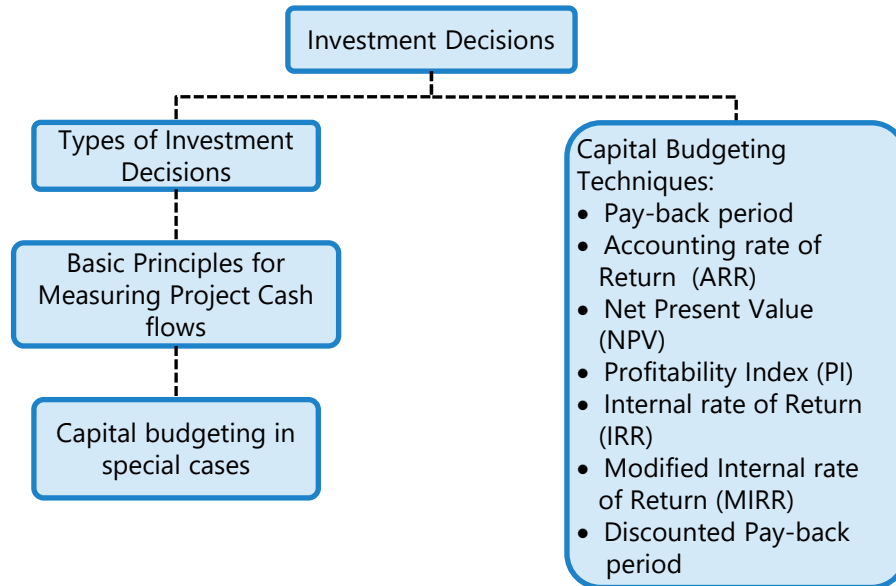 Investment Decisions
Types of Investment
Decisions
Basic Principles for
Measuring Project Cash
flows
Capital budgeting in
special cases
Capital Budgeting
Techniques:
• Pay-back period
• Accounting rate of
Return (ARR)
• Net Present Value
(NPV)
• Profitability Index (PI)
• Internal rate of Return
(IRR)
• Modified Internal rate
of Return (MIRR)
• Discounted Pay-back
period